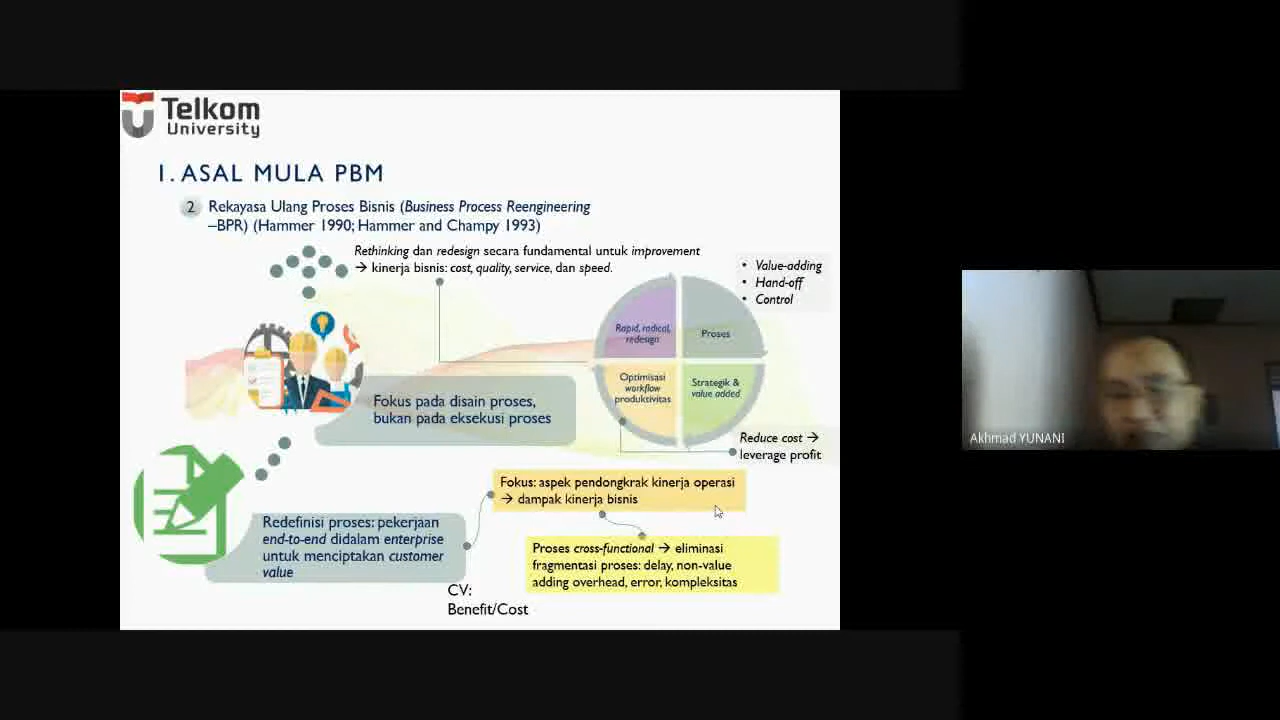 Telkom
University
1. ASAL MULA PBM
2 Rekayasa Ulang Proses Bisnis (Business Process Reengineering
–BPR) (Hammer 1990; Hammer and Champy 1993)
Rethinking dan redesign secara fundamental untuk improvement
→ kinerja bisnis: cost, quality, service, dan speed.
• Value-adding
• Hand-off
• Control
Rapid, radical,
redesign
Proses
Optimisasi
workflow
produktivitas
Strategik &
value added
Fokus pada disain proses,
bukan pada eksekusi proses
Reduce cost →
leverage profit
Fokus: aspek pendongkrak kinerja operasi
→ dampak kinerja bisnis
Redefinisi proses: pekerjaan
end-to-end didalam enterprise
untuk menciptakan customer
value
Proses cross-functional → eliminasi
fragmentasi proses: delay, non-value
adding overhead, error, kompleksitas
CV:
Benefit/Cost
Akhmad YUNANI